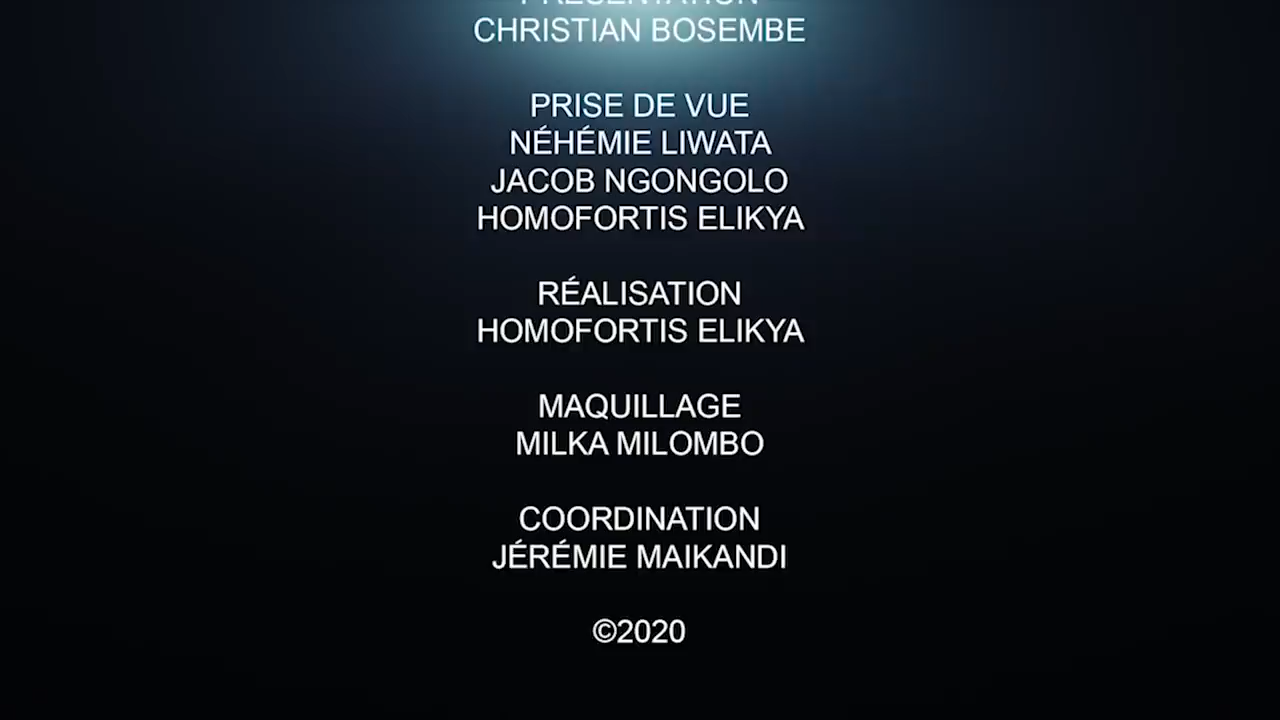 PRÉSENTATION
CHRISTIAN BOSEMBE
PRISE DE VUE
NÉHÉMIE LIWATA
JACOB NGONGOLO
HOMOFORTIS ELIKYA
RÉALISATION
HOMOFORTIS ELIKYA
MAQUILLAGE
MILKA MILOMBO
COORDINATION
JÉRÉMIE MAIKANDI
©2020